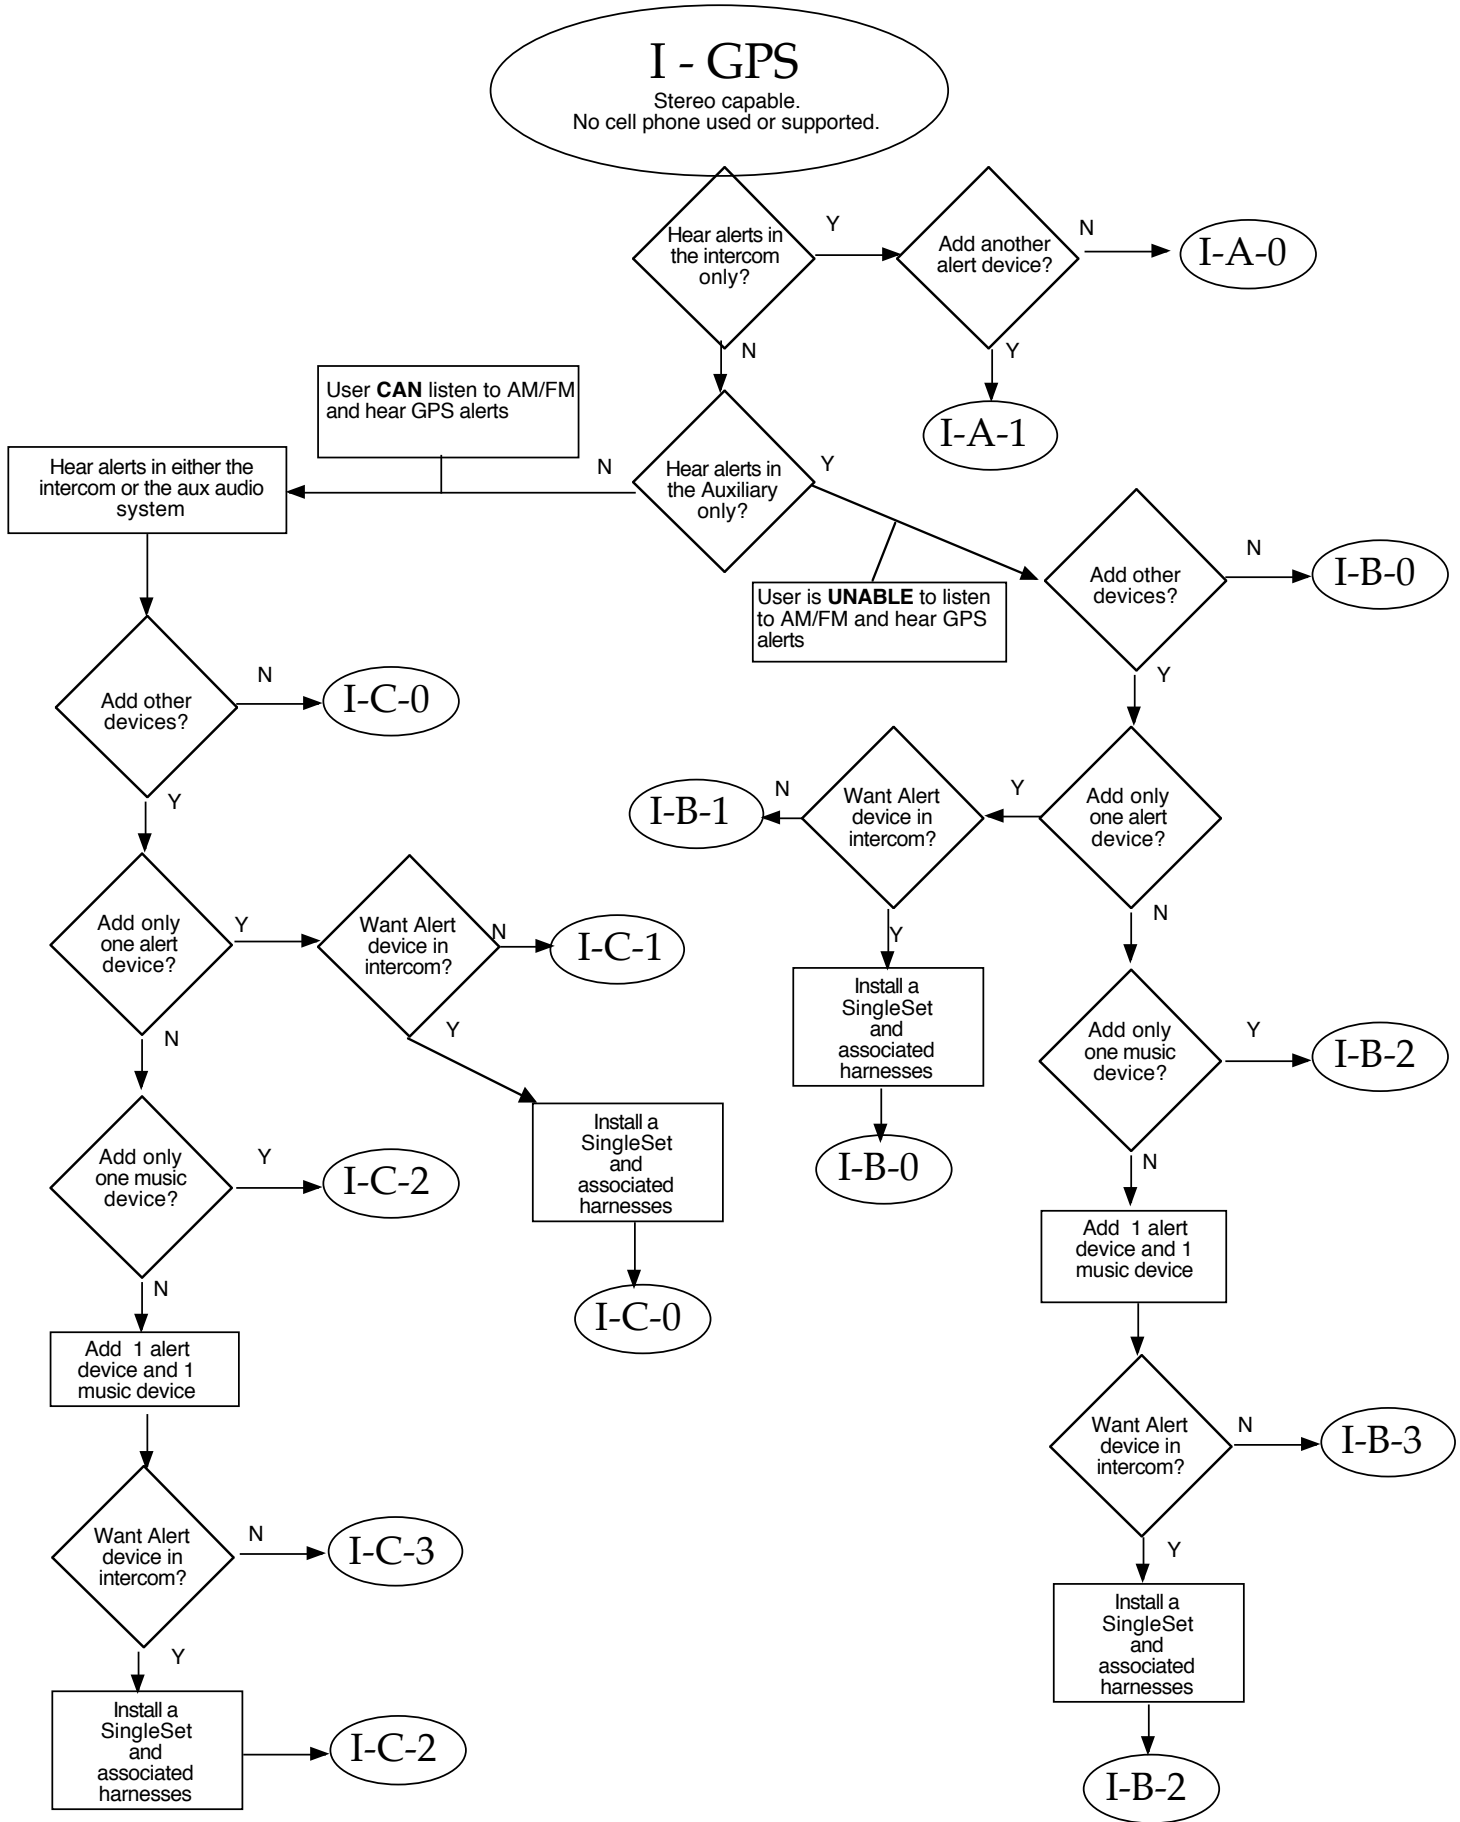 I - GPS
Stereo capable.
No cell phone used or supported.
Hear alerts in
the intercom
only?
Y
Add another
alert device?
N
I-A-0
Y
I-A-1
N
User CAN listen to AM/FM
and hear GPS alerts
Hear alerts in
the Auxiliary
only?
N
Y
Hear alerts in either the
intercom or the aux audio
system
User is UNABLE to listen
to AM/FM and hear GPS
alerts
Add other
devices?
N
I-B-0
Y
Add other
devices?
N
I-C-0
Y
Add only
one alert
device?
Y
Want Alert
device in
intercom?
N
I-B-1
Y
Install a
SingleSet
and
associated
harnesses
I-B-0
N
Add only
one music
device?
Y
I-B-2
N
Add 1 alert
device and 1
music device
Want Alert
device in
intercom?
N
I-B-3
Y
Install a
SingleSet
and
associated
harnesses
I-B-2
Add only
one alert
device?
Y
Want Alert
device in
intercom?
N
I-C-1
Y
Install a
SingleSet
and
associated
harnesses
I-C-0
N
Add only
one music
device?
Y
I-C-2
N
Add 1 alert
device and 1
music device
Want Alert
device in
intercom?
N
I-C-3
Y
Install a
SingleSet
and
associated
harnesses
I-C-2